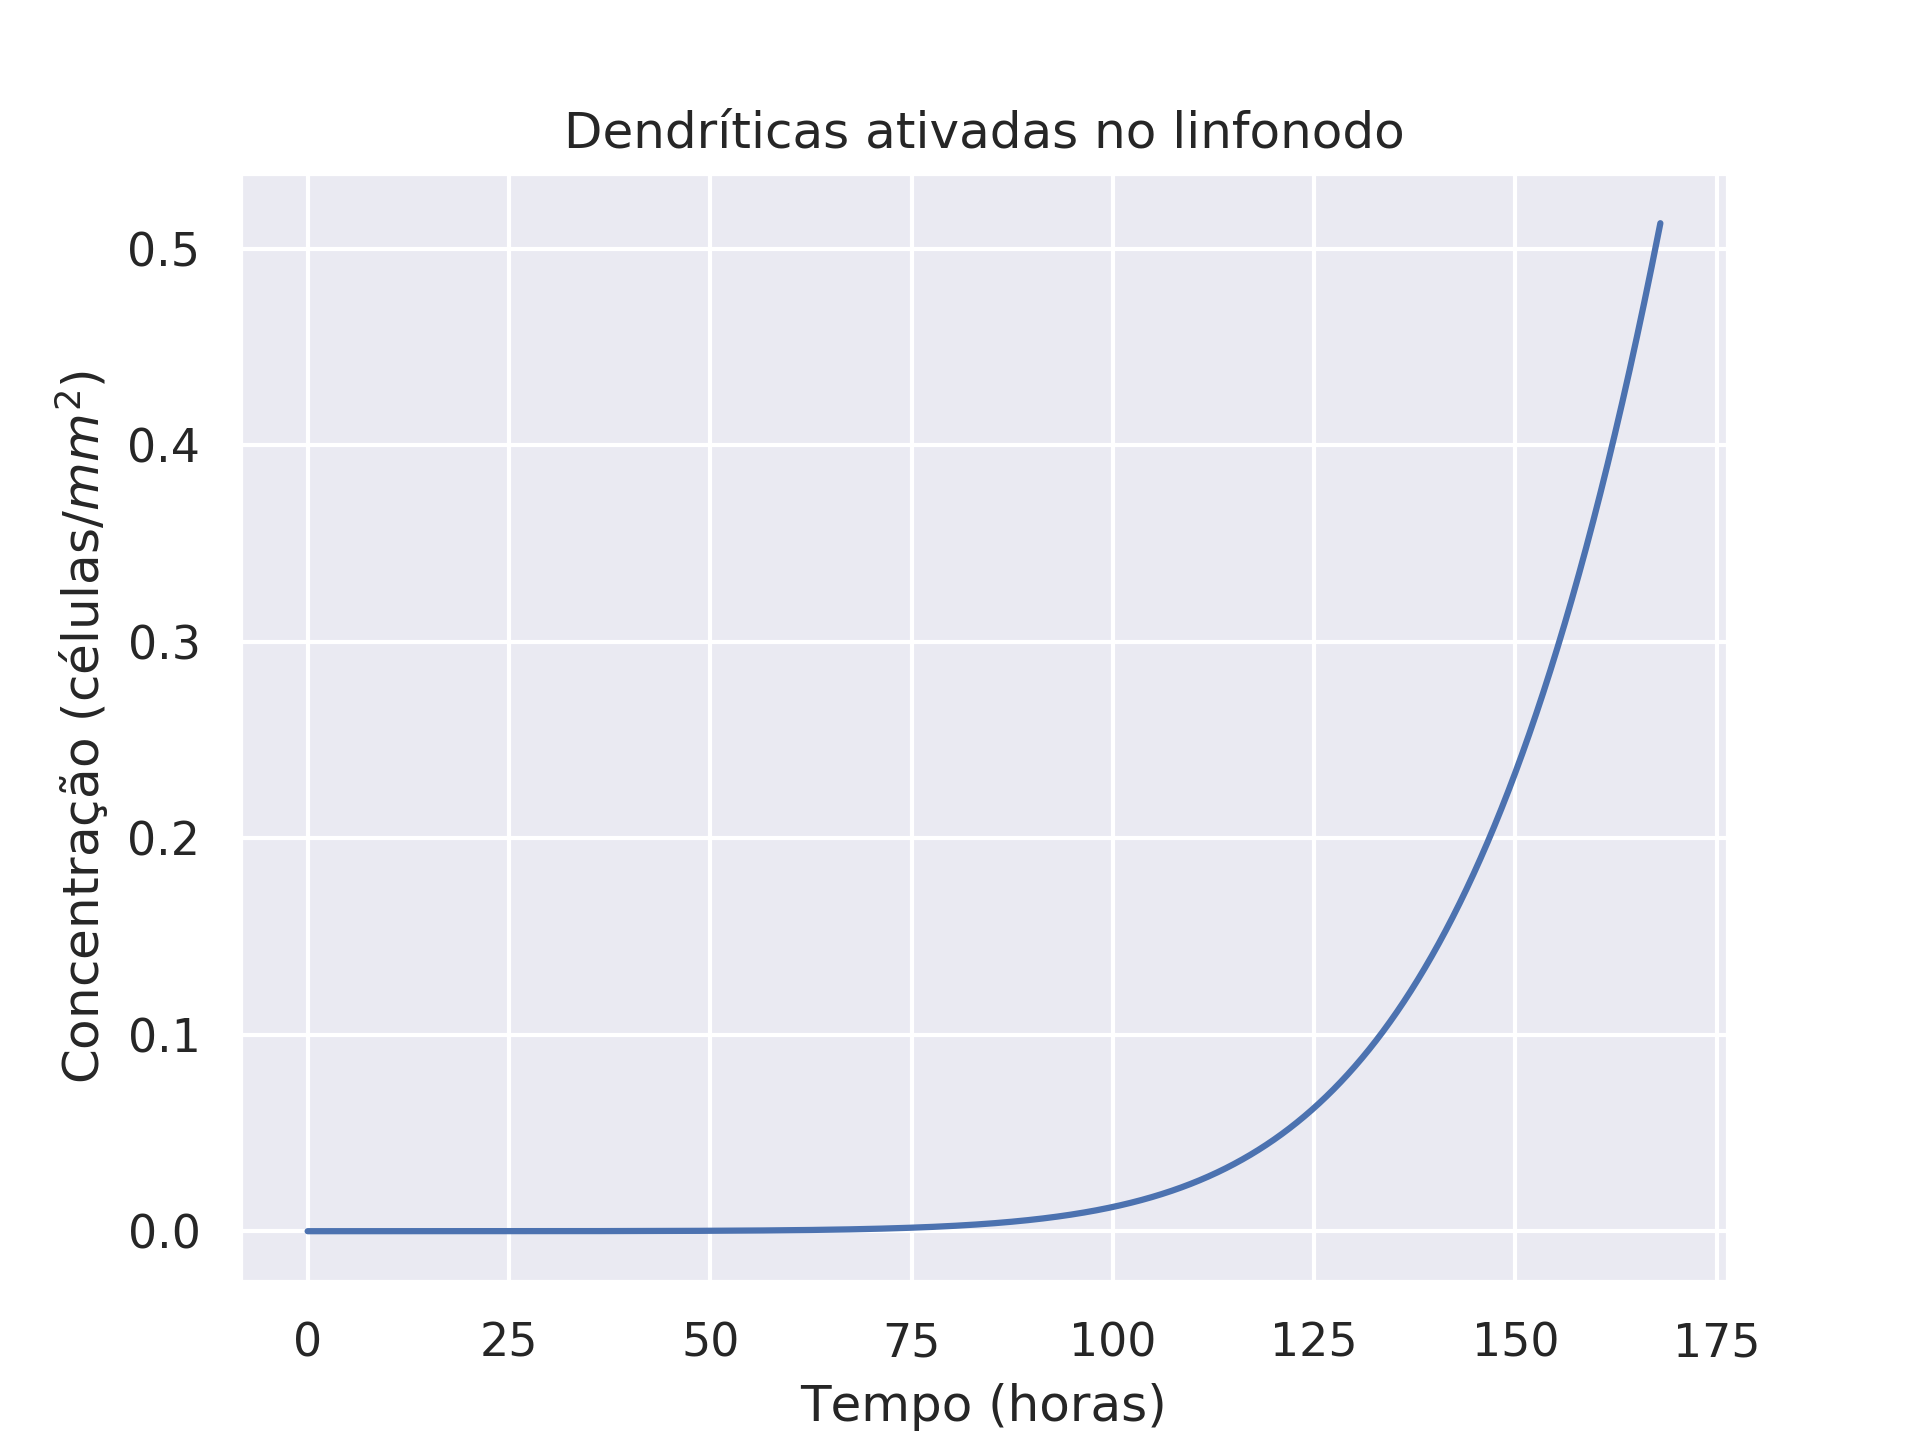 Dendríticas ativadas no linfonodo
Concentração (células/mm²)
0.5
0.4
0.3
0.2
0.1
0.0
0 25 50 75 100 125 150 175
Tempo (horas)